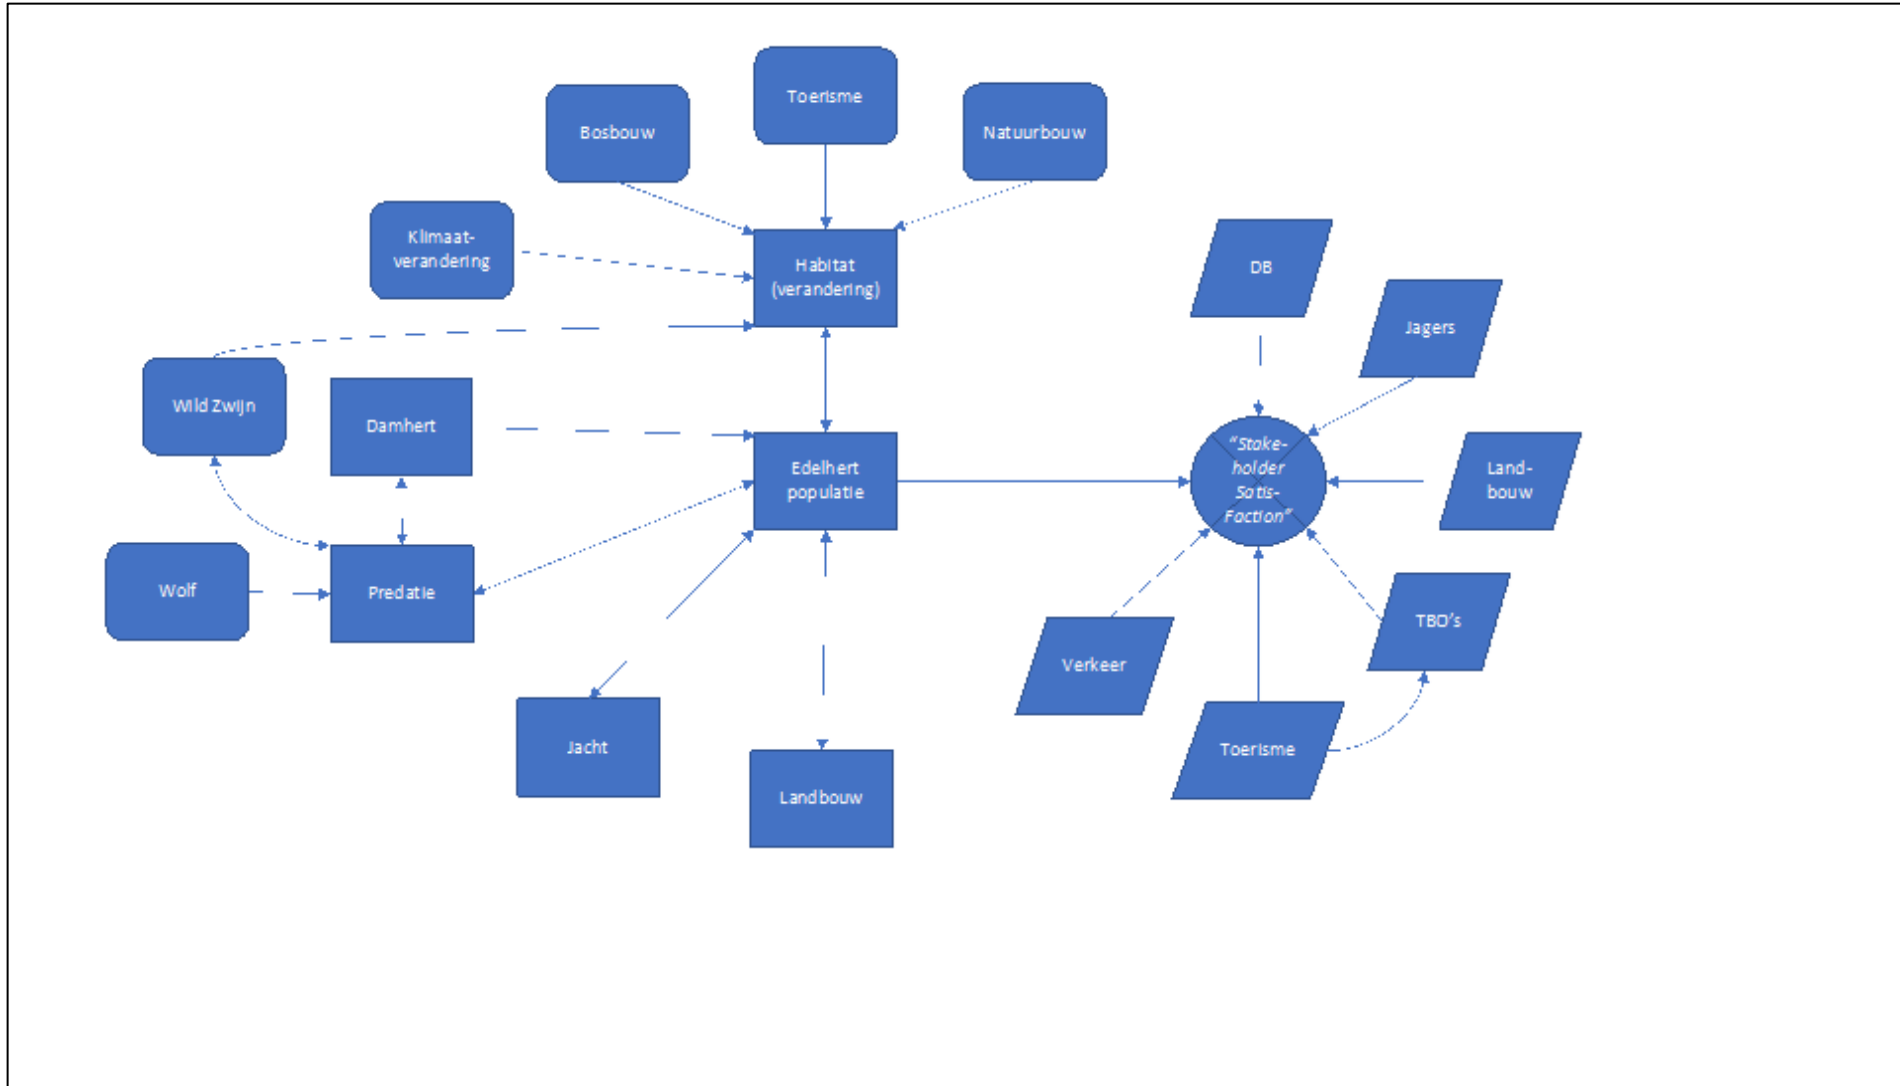 Toerisme
Bosbouw
Natuurbouw
Klimaat-
verandering
Habitat
(verandering)
DB
Jagers
Wild Zwijn
Damhert
Edelhert
populatie
"Stake-
holder
Satis-
Faction"
Land-
bouw
Wolf
Predatie
Verkeer
TBO's
Jacht
Toerisme
Landbouw